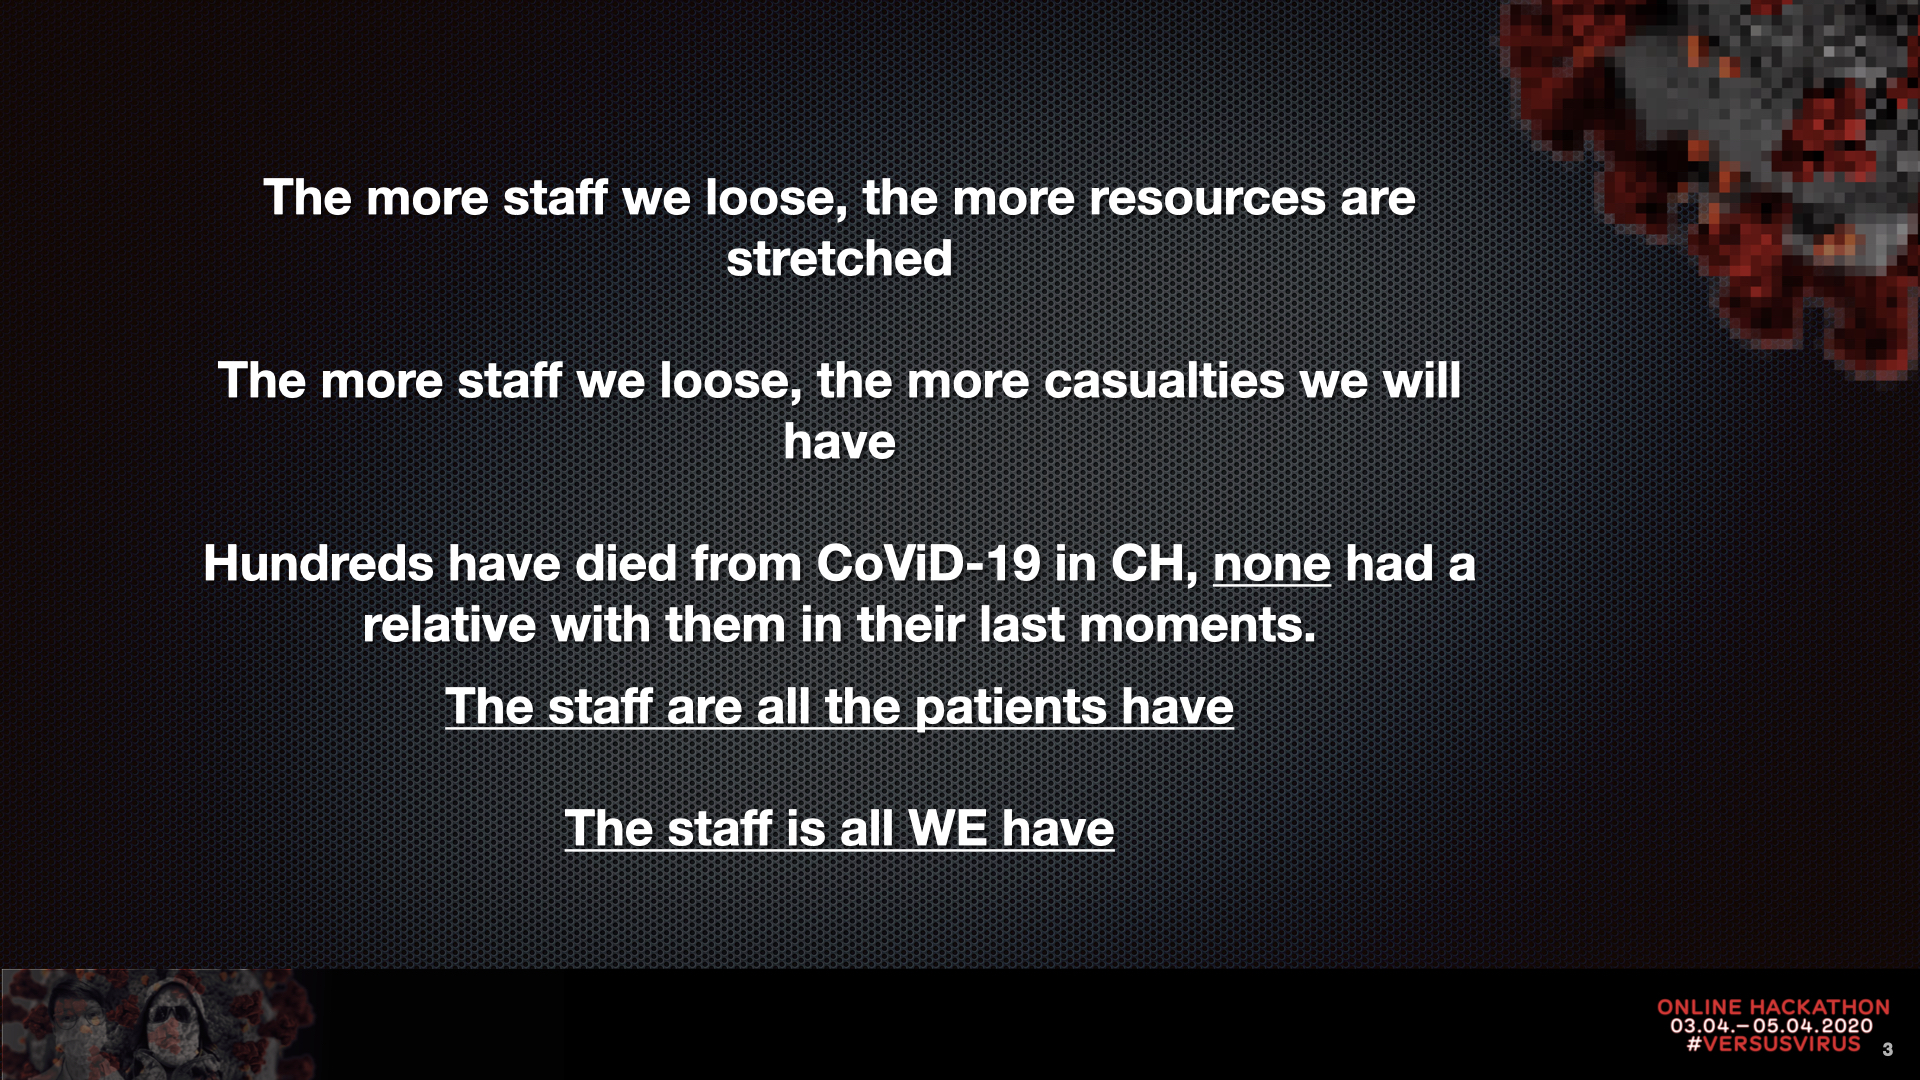 The more staff we loose, the more resources are
stretched
The more staff we loose, the more casualties we will
have
Hundreds have died from CoViD-19 in CH, none had a
relative with them in their last moments.
The staff are all the patients have
The staff is all WE have
ONLINE HACKATHON
03.04.–05.04.2020
#VERSUSVIRUS
3